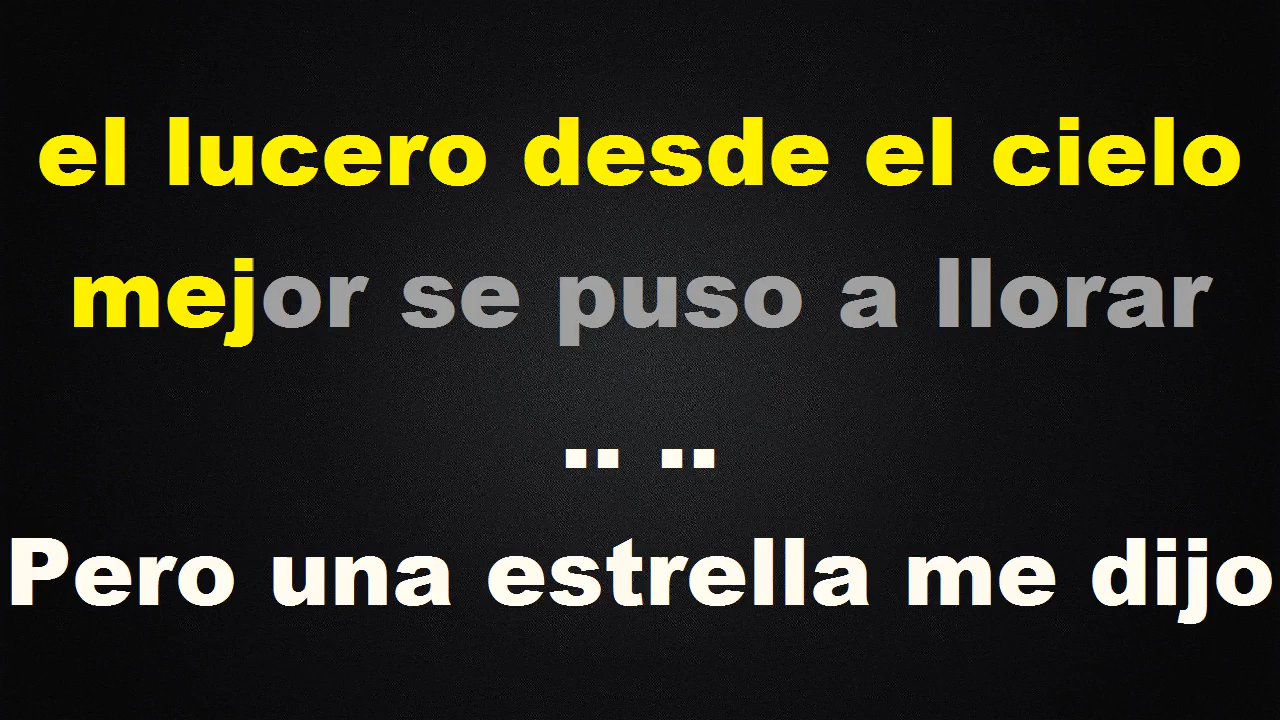 el lucero desde el cielo
mejor se puso a llorar
.. ..
Pero una estrella me dijo